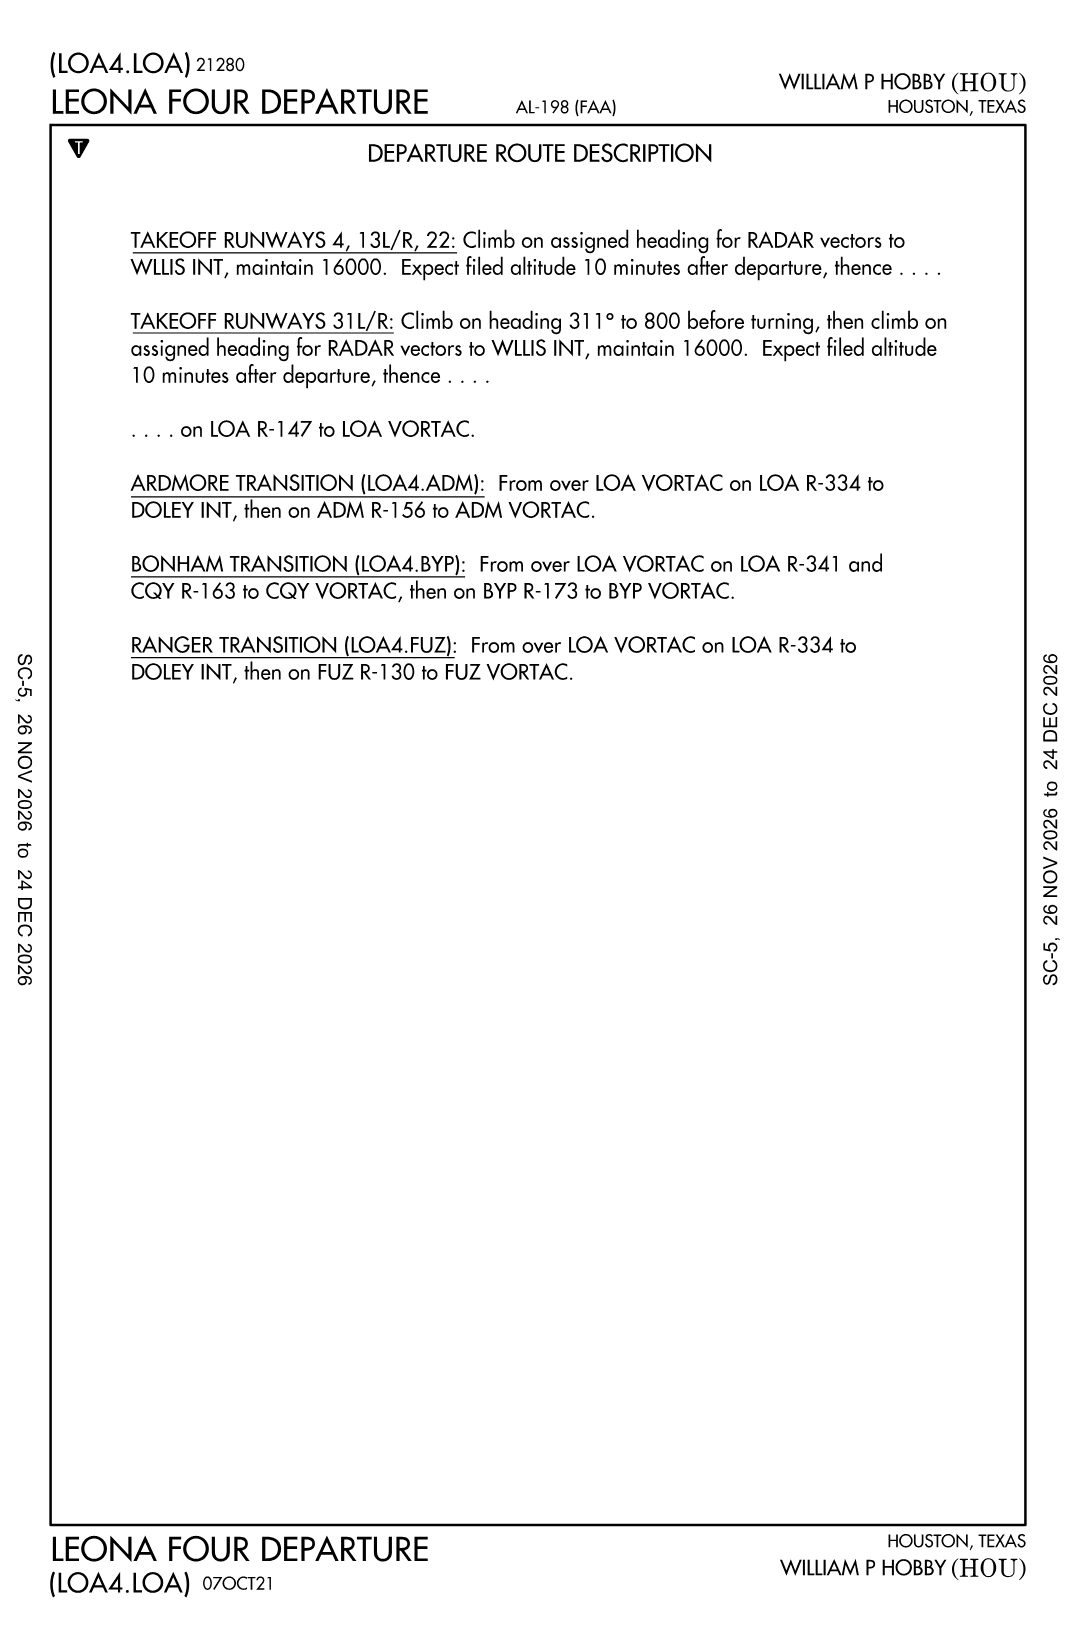 (LOA4.LOA) 21280
LEONA FOUR DEPARTURE
AL-198 (FAA)
WILLIAM P HOBBY (HOU)
HOUSTON, TEXAS
T
DEPARTURE ROUTE DESCRIPTION
TAKEOFF RUNWAYS 4, 13L/R, 22: Climb on assigned heading for RADAR vectors to
WLLIS INT, maintain 16000. Expect filed altitude 10 minutes after departure, thence . . . .
TAKEOFF RUNWAYS 31L/R: Climb on heading 311° to 800 before turning, then climb on
assigned heading for RADAR vectors to WLLIS INT, maintain 16000. Expect filed altitude
10 minutes after departure, thence . . . .
. . . . on LOA R-147 to LOA VORTAC.
ARDMORE TRANSITION (LOA4.ADM): From over LOA VORTAC on LOA R-334 to
DOLEY INT, then on ADM R-156 to ADM VORTAC.
BONHAM TRANSITION (LOA4.BYP): From over LOA VORTAC on LOA R-341 and
CQY R-163 to CQY VORTAC, then on BYP R-173 to BYP VORTAC.
RANGER TRANSITION (LOA4.FUZ): From over LOA VORTAC on LOA R-334 to
DOLEY INT, then on FUZ R-130 to FUZ VORTAC.
SC-5, 26 NOV 2026 to 24 DEC 2026
SC-5, 26 NOV 2026 to 24 DEC 2026
LEONA FOUR DEPARTURE
(LOA4.LOA) 07OCT21
HOUSTON, TEXAS
WILLIAM P HOBBY (HOU)